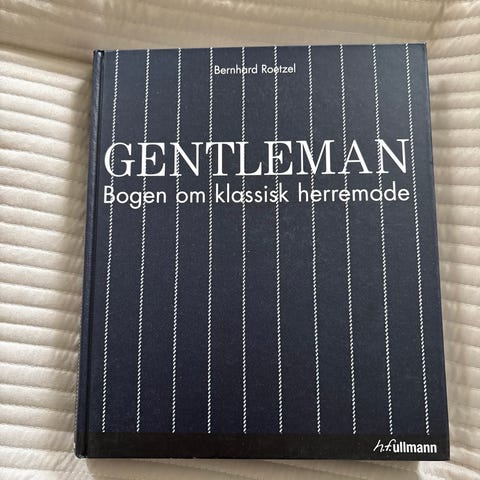 Bernhard Roetzel
GENTLEMAN
Bogen om klassisk herremode
h.f.ullmann